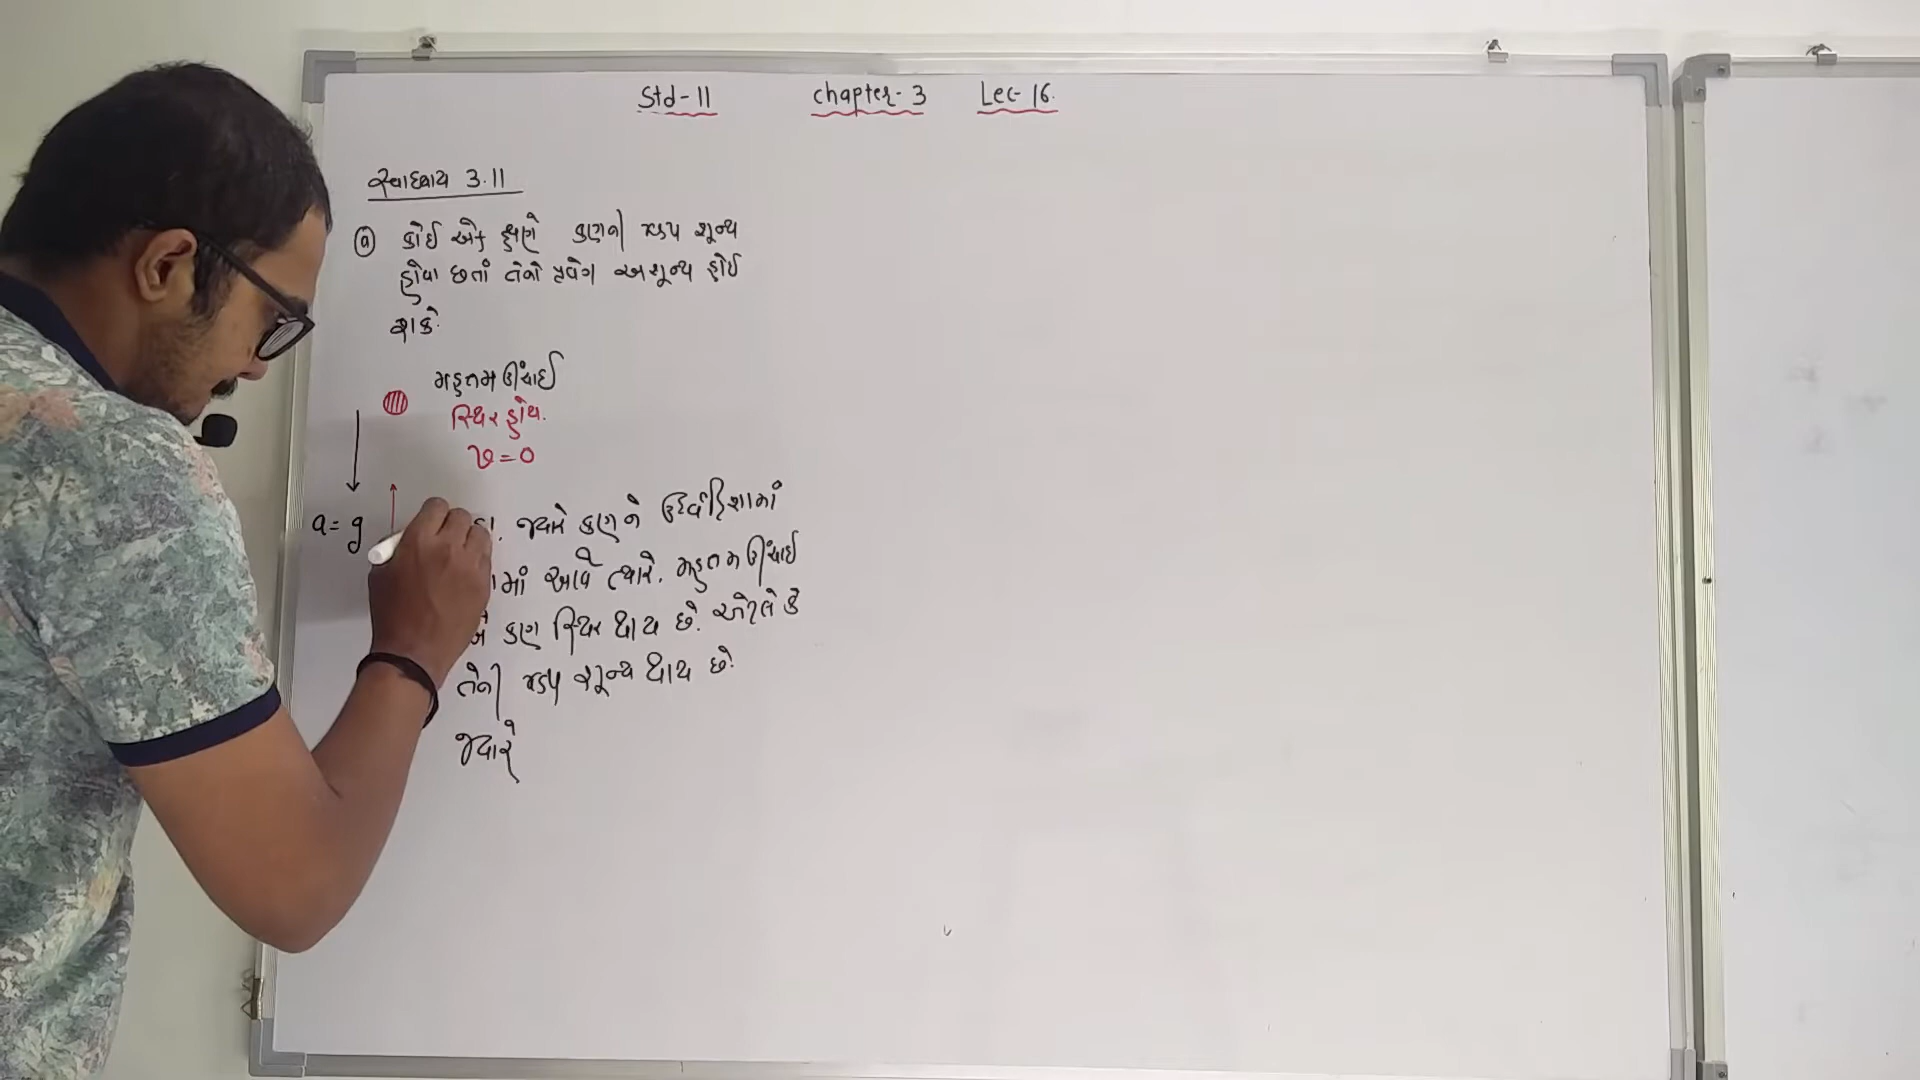 Std-11 Chapter-3 Lec-16.
સ્વાધ્યાય 3.11
ⓐ કોઈ એક ક્ષણે કણની ઝડપ શૂન્ય
હોવા છતાં તેનો પ્રવેગ અશૂન્ય હોઈ
શકે.
મહત્તમ ઊંચાઈ
સ્થિર હોય.
v=0
a = g
જ્યારે કણને ઉર્ધ્વદિશામાં
આવે ત્યારે, મહત્તમ ઊંચાઈ
કણ સ્થિર થાય છે. એટલે કે
તેની ઝડપ શૂન્ય થાય છે.
જ્યારે